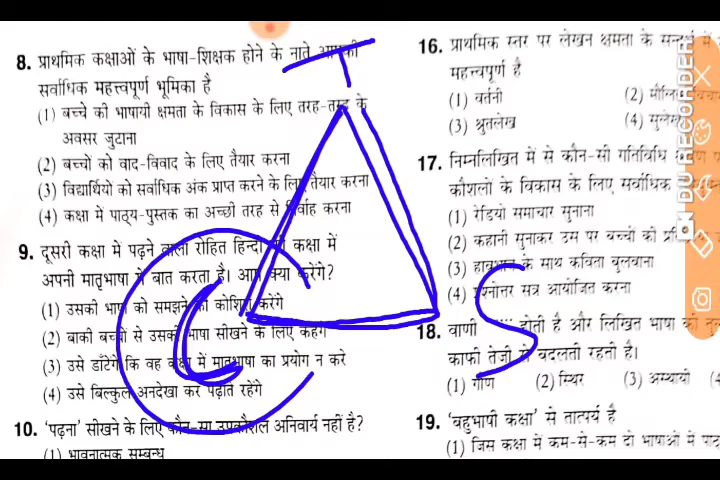 8. प्राथमिक कक्षाओं के भाषा-शिक्षक होने के नाते आपकी
सर्वाधिक महत्त्वपूर्ण भूमिका है
(1) बच्चे की भाषायी क्षमता के विकास के लिए तरह-तरह के
अवसर जुटाना
(2) बच्चों को वाद-विवाद के लिए तैयार करना
(3) विद्यार्थियों को सर्वाधिक अंक प्राप्त करने के लिए तैयार करना
(4) कक्षा में पाठ्य-पुस्तक का अच्छी तरह से निर्वाह करना
9. दूसरी कक्षा में पढ़ने वाला रोहित हिन्दी की कक्षा में
अपनी मातृभाषा में बात करता है। आप क्या करेंगे?
(1) उसकी भाषा को समझने की कोशिश करेंगे
(2) बाकी बच्चों से उसकी भाषा सीखने के लिए कहेंगे
(3) उसे डाँटेंगे कि वह कक्षा में मातृभाषा का प्रयोग न करे
(4) उसे बिल्कुल अनदेखा कर पढ़ाते रहेंगे
10. 'पढ़ना' सीखने के लिए कौन-सा उपकौशल अनिवार्य नहीं है?
(1) भावनात्मक सम्बन्ध
16. प्राथमिक स्तर पर लेखन क्षमता के सन्दर्भ में
महत्त्वपूर्ण है
(1) वर्तनी (2)
(3) श्रुतलेख (4) सुलेख
17. निम्नलिखित में से कौन-सी गतिविधि
कौशलों के विकास के लिए सर्वाधिक
(1) रेडियो समाचार सुनाना
(2) कहानी सुनाकर उस पर बच्चों की
(3) हावभाव के साथ कविता बुलवाना
(4) प्रश्नोत्तर सत्र आयोजित करना
18. वाणी .... होती है और लिखित भाषा की
काफी तेजी से बदलती रहती है।
(1) गौण (2) स्थिर (3) अस्थायी (4
19. 'बहुभाषी कक्षा' से तात्पर्य है
(1) जिस कक्षा में कम-से-कम दो भाषाओं में
T
C
S
DU RECORDER